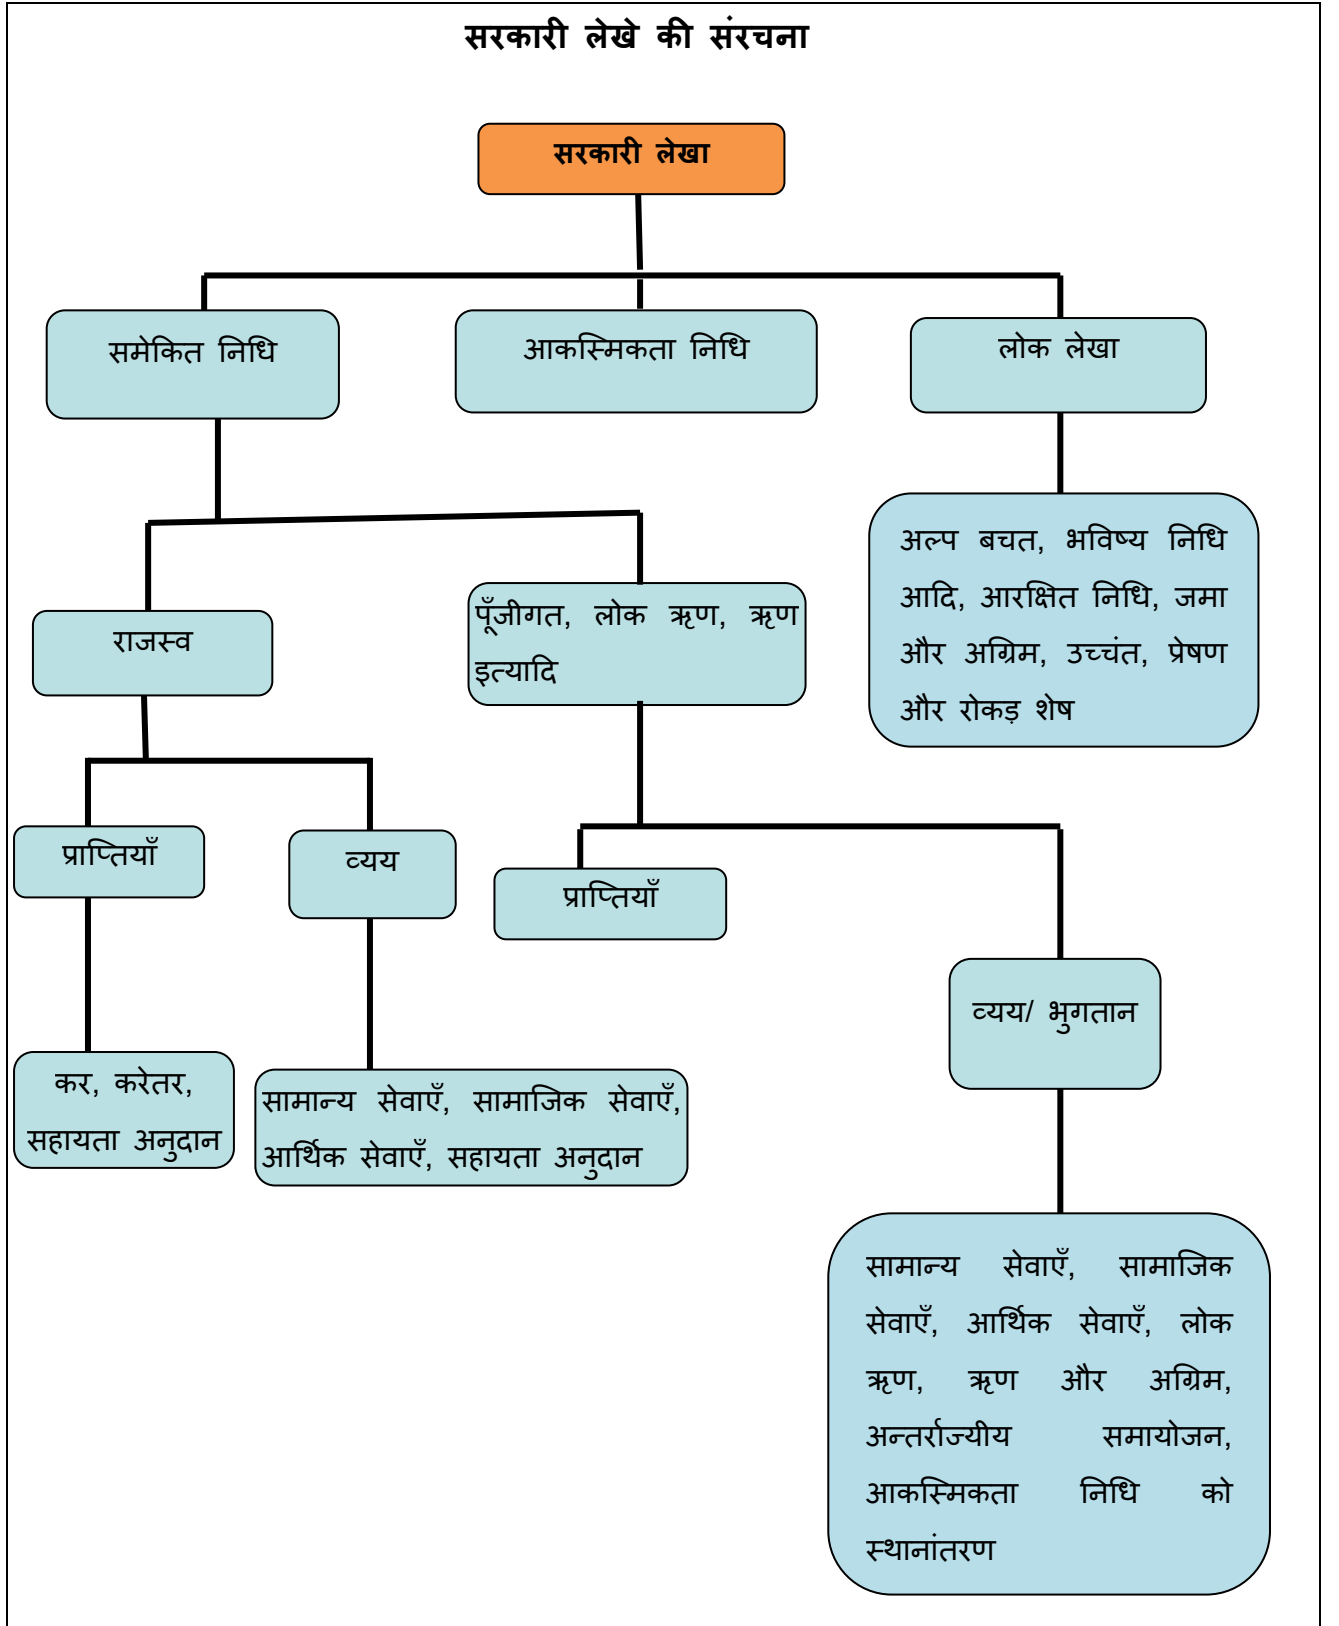 सरकारी लेखे की संरचना
सरकारी लेखा
समेकित निधि
आकस्मिकता निधि
लोक लेखा
अल्प बचत, भविष्य निधि
आदि, आरक्षित निधि, जमा
और अग्रिम, उच्चंत, प्रेषण
और रोकड़ शेष
राजस्व
पूँजीगत, लोक ऋण, ऋण
इत्यादि
प्राप्तियाँ
व्यय
प्राप्तियाँ
व्यय/ भुगतान
कर, करेतर,
सहायता अनुदान
सामान्य सेवाएँ, सामाजिक सेवाएँ,
आर्थिक सेवाएँ, सहायता अनुदान
सामान्य सेवाएँ, सामाजिक
सेवाएँ, आर्थिक सेवाएँ, लोक
ऋण, ऋण और अग्रिम,
अन्तर्राज्यीय समायोजन,
आकस्मिकता निधि को
स्थानांतरण